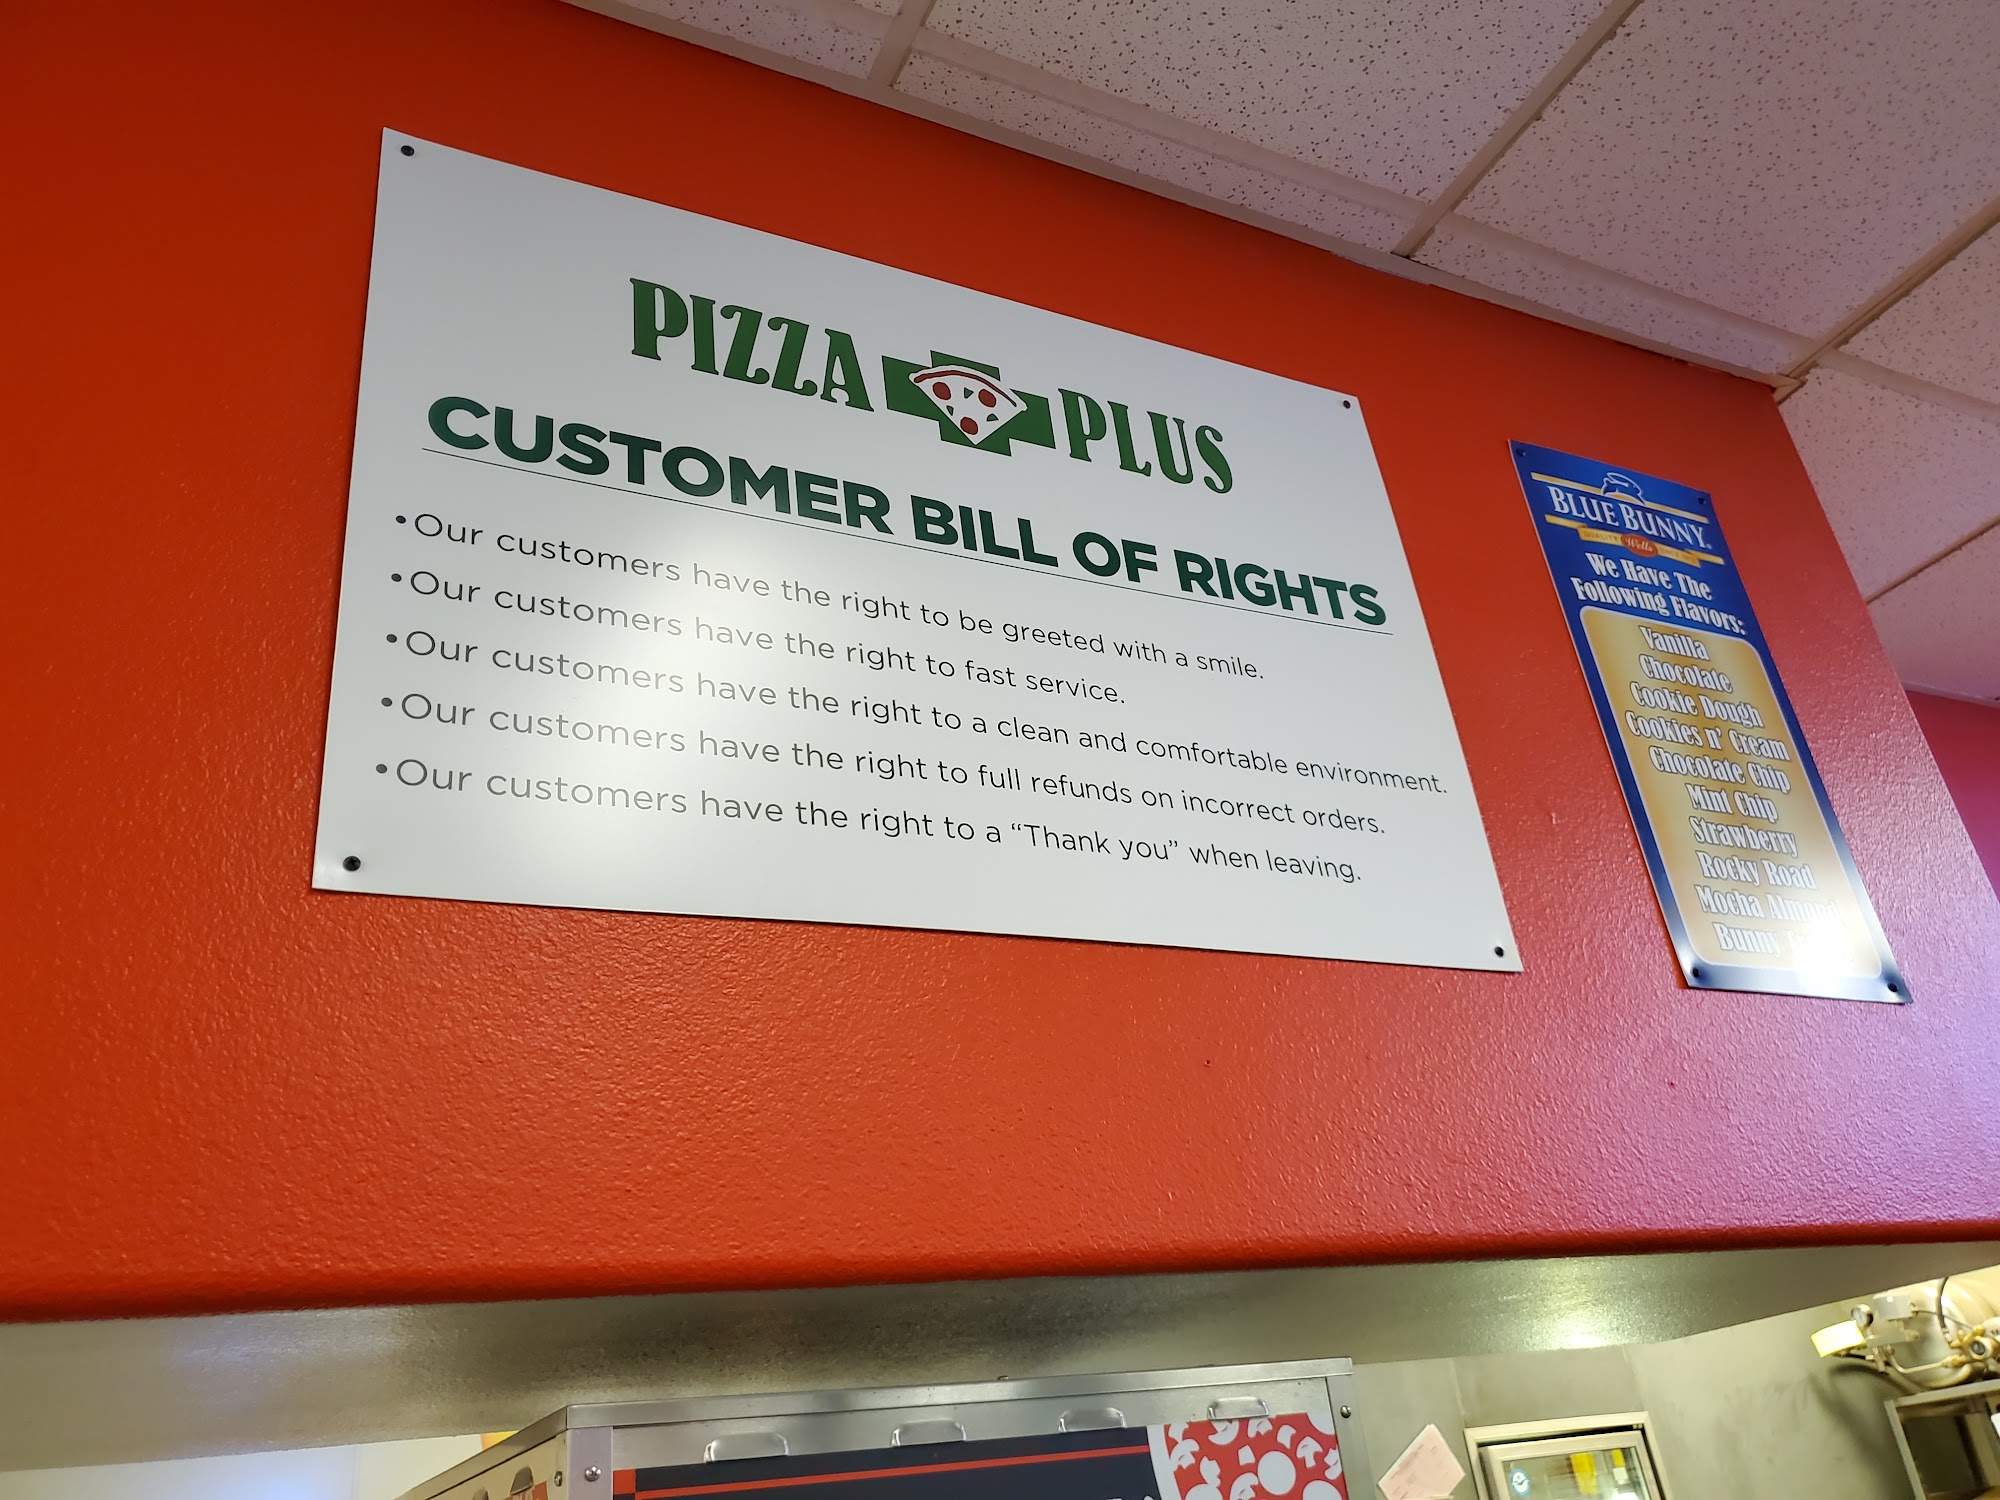 PIZZA PLUS
CUSTOMER BILL OF RIGHTS
•Our customers have the right to be greeted with a smile.
•Our customers have the right to fast service.
•Our customers have the right to a clean and comfortable environment.
•Our customers have the right to full refunds on incorrect orders.
•Our customers have the right to a “Thank you” when leaving.
BLUE BUNNY®
QUALITY Wells SINCE
We Have The
Following Flavors:
Vanilla
Chocolate
Cookie Dough
Cookies n' Cream
Chocolate Chip
Mint Chip
Strawberry
Rocky Road
Mocha Almond
Bunny